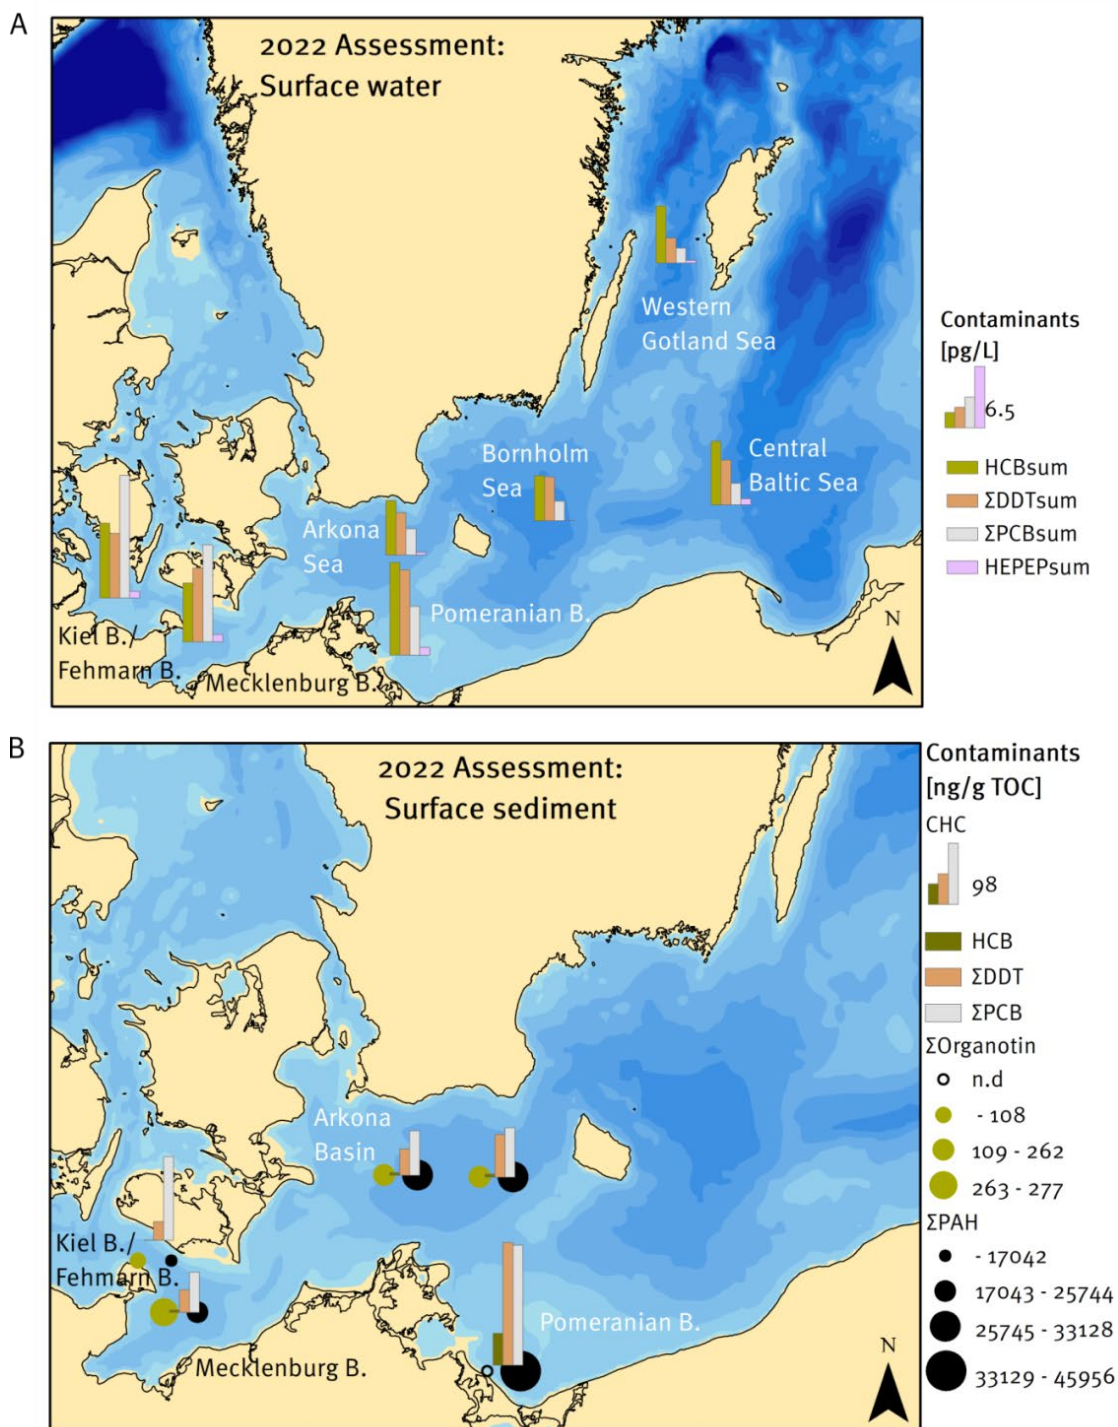 A
2022 Assessment:
Surface water
Western
Gotland Sea
Bornholm
Sea
Central
Baltic Sea
Arkona
Sea
Pomeranian B.
Kiel B./
Fehmarn B.
Mecklenburg B.
N
Contaminants
[pg/L]
6.5
HCBsum
ΣDDTsum
ΣPCBsum
HEPEPsum
B
2022 Assessment:
Surface sediment
Arkona
Basin
Kiel B./
Fehmarn B.
Pomeranian B.
Mecklenburg B.
N
Contaminants
[ng/g TOC]
CHC
98
HCB
ΣDDT
ΣPCB
ΣOrganotin
n.d
- 108
109 - 262
263 - 277
ΣPAH
- 17042
17043 - 25744
25745 - 33128
33129 - 45956